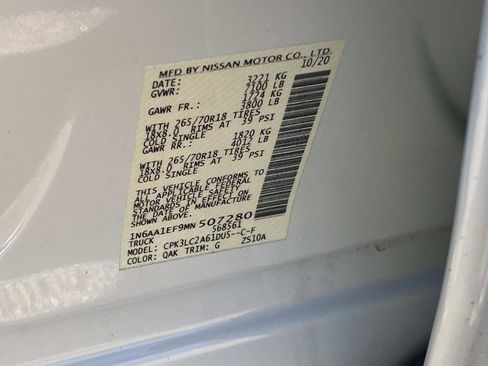 MFD BY NISSAN MOTOR CO., LTD.
DATE: 10/20
GVWR: 3221 KG
7100 LB
GAWR FR.: 1724 KG
3800 LB
WITH 265/70R18 TIRES
18X8.0 RIMS AT 39 PSI
COLD SINGLE
GAWR RR.: 1820 KG
4012 LB
WITH 265/70R18 TIRES
18X8.0 RIMS AT 39 PSI
COLD SINGLE
THIS VEHICLE CONFORMS TO
ALL APPLICABLE FEDERAL
MOTOR VEHICLE SAFETY
STANDARDS IN EFFECT ON
THE DATE OF MANUFACTURE
SHOWN ABOVE.
1N6AA1EF9MN507280
TRUCK 568561
MODEL: CPK3LC2A61DU5--C-F
COLOR: QAK TRIM: G ZS10A